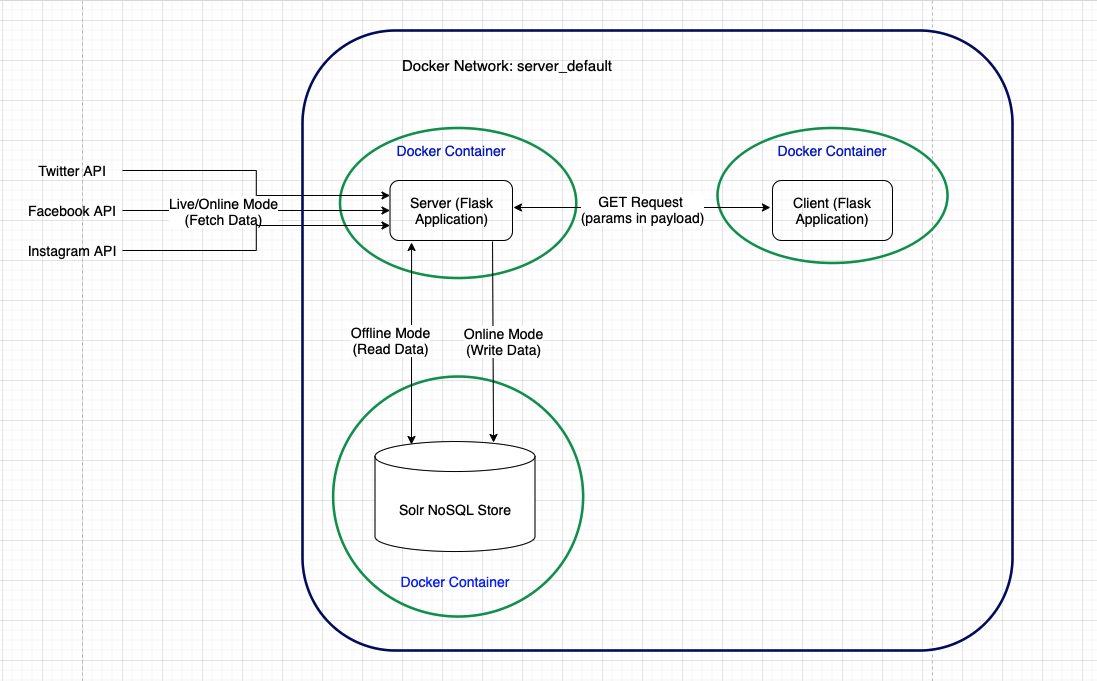 Docker Network: server_default
Docker Container
Docker Container
Twitter API
Live/Online Mode
(Fetch Data)
Facebook API
Instagram API
Server (Flask
Application)
GET Request
(params in payload)
Client (Flask
Application)
Offline Mode
(Read Data)
Online Mode
(Write Data)
Solr NoSQL Store
Docker Container